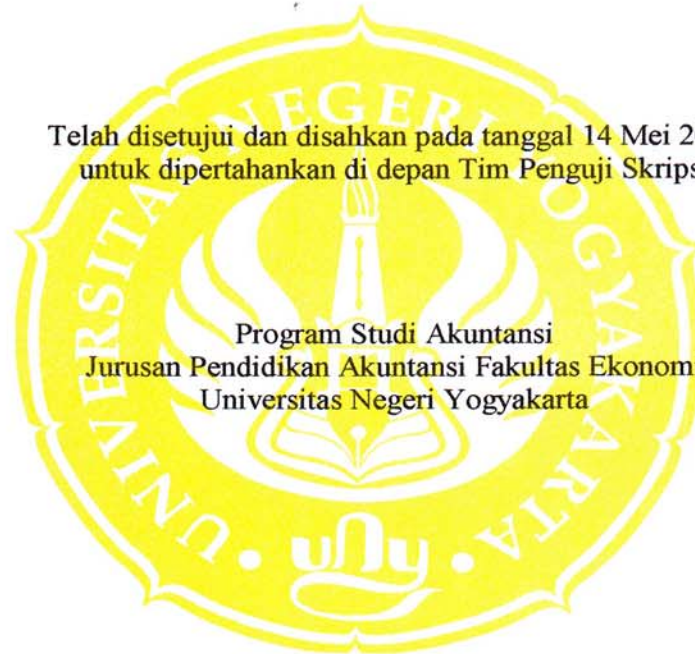 Telah disetujui dan disahkan pada tanggal 14 Mei 2
untuk dipertahankan di depan Tim Penguji Skrips
Program Studi Akuntansi
Jurusan Pendidikan Akuntansi Fakultas Ekonom
Universitas Negeri Yogyakarta
UNIVERSITAS NEGERI YOGYAKARTA
uny